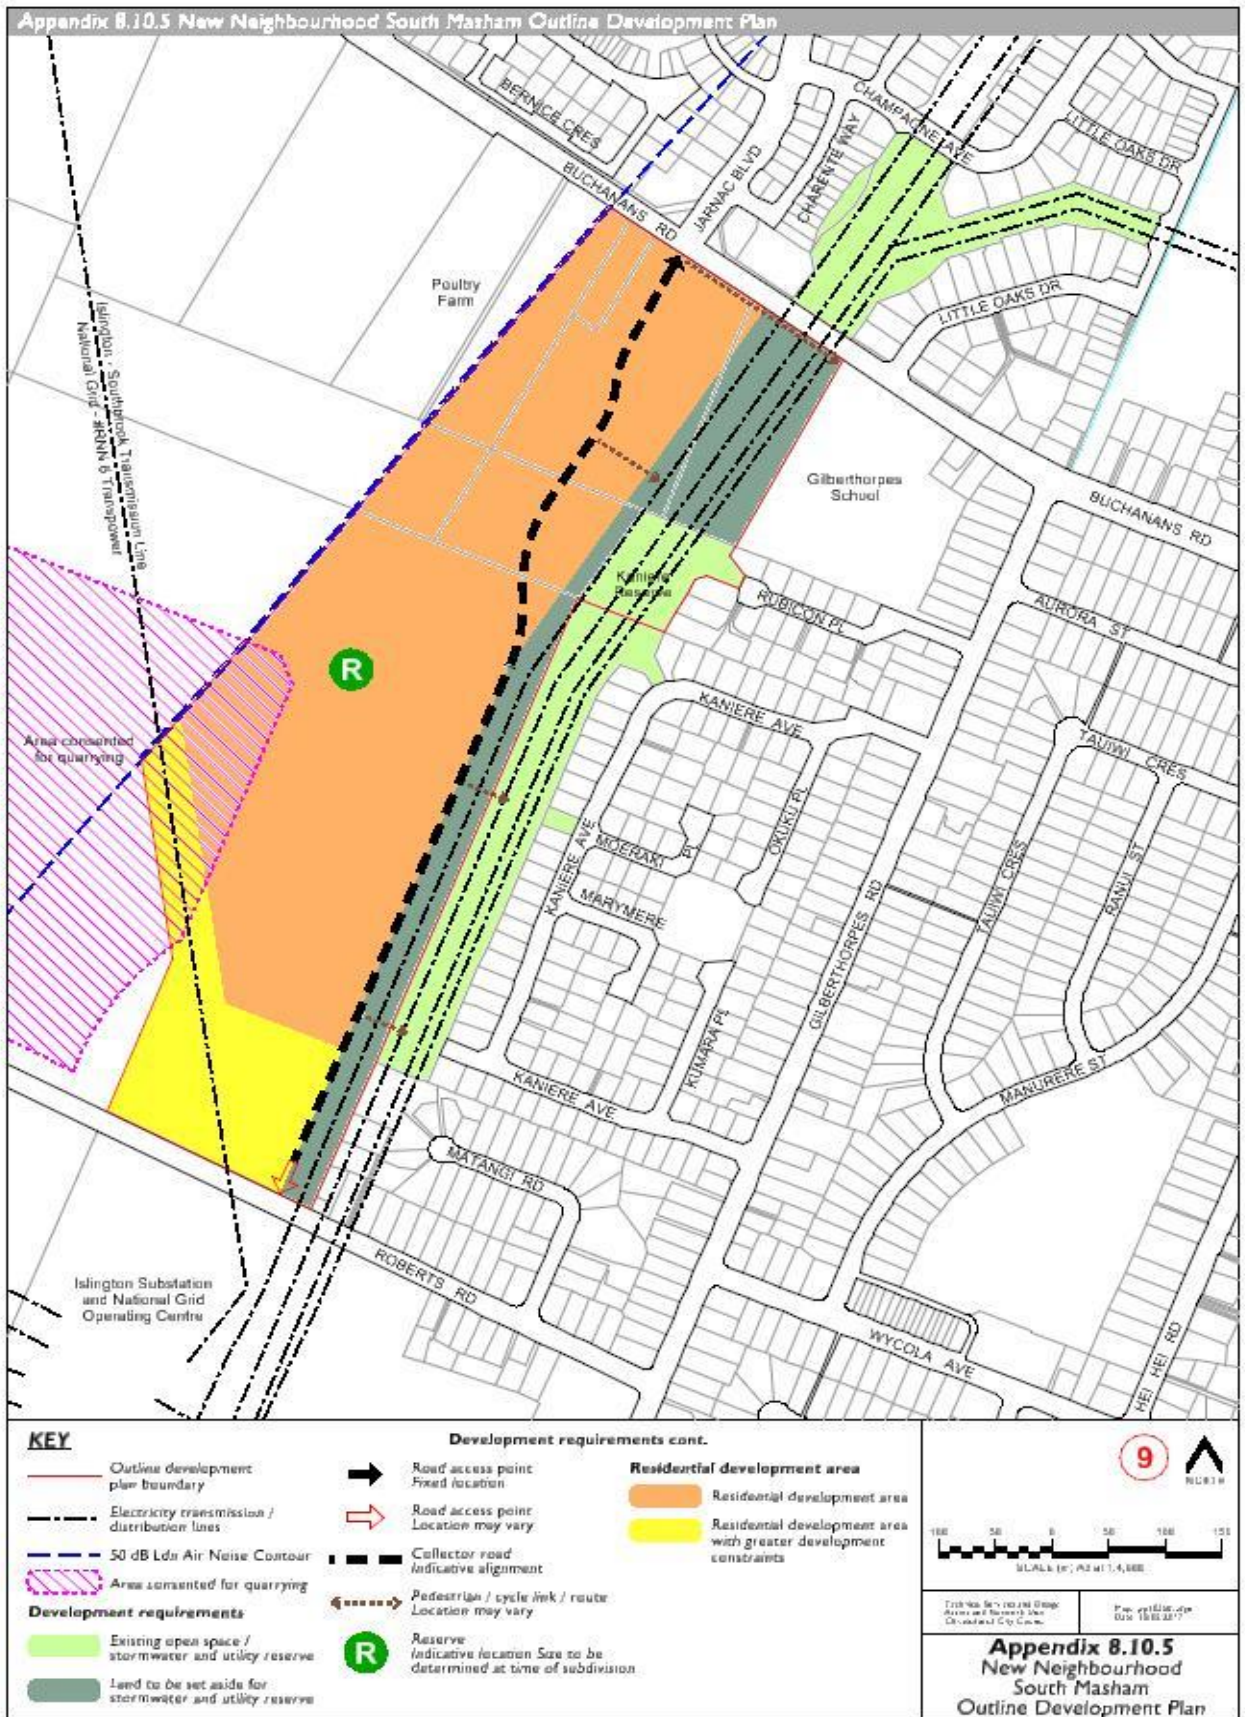 Appendix 8.10.5 New Neighbourhood South Masham Outline Development Plan
BERNICE CRES
BUCHANANS RD
JARNAC BLVD
CHARENTE WAY
CHAMPAGNE AVE
LITTLE OAKS DR
LITTLE OAKS DR
Poultry
Farm
Islington - Southbrook Transmission Line
National Grid -
Transpower
Gilberthorpes
School
BUCHANANS RD
Kaniere
Reserve
RUBICON PL
AURORA ST
R
KANIERE AVE
TAUIWI CRES
Area consented
for quarrying
OKUKU PL
KANIERE AVE
MOERAKI PL
MARYMERE
TAUIWI CRES
RANUI ST
GILBERTHORPES RD
KUMARA PL
KANIERE AVE
MANURERE ST
MATANGI RD
ROBERTS RD
Islington Substation
and National Grid
Operating Centre
WYCOLA AVE
HEI HEI RD
KEY
Outline development
plan boundary
Electricity transmission /
distribution lines
50 dB Ldn Air Noise Contour
Area consented for quarrying
Development requirements
Existing open space /
stormwater and utility reserve
Land to be set aside for
stormwater and utility reserve
Development requirements cont.
Road access point
Fixed location
Road access point
Location may vary
Collector road
Indicative alignment
Pedestrian / cycle link / route
Location may vary
R
Reserve
Indicative location Size to be
determined at time of subdivision
Residential development area
Residential development area
Residential development area
with greater development
constraints
9
NORTH
100 50 0 50 100 150
Appendix 8.10.5
New Neighbourhood
South Masham
Outline Development Plan